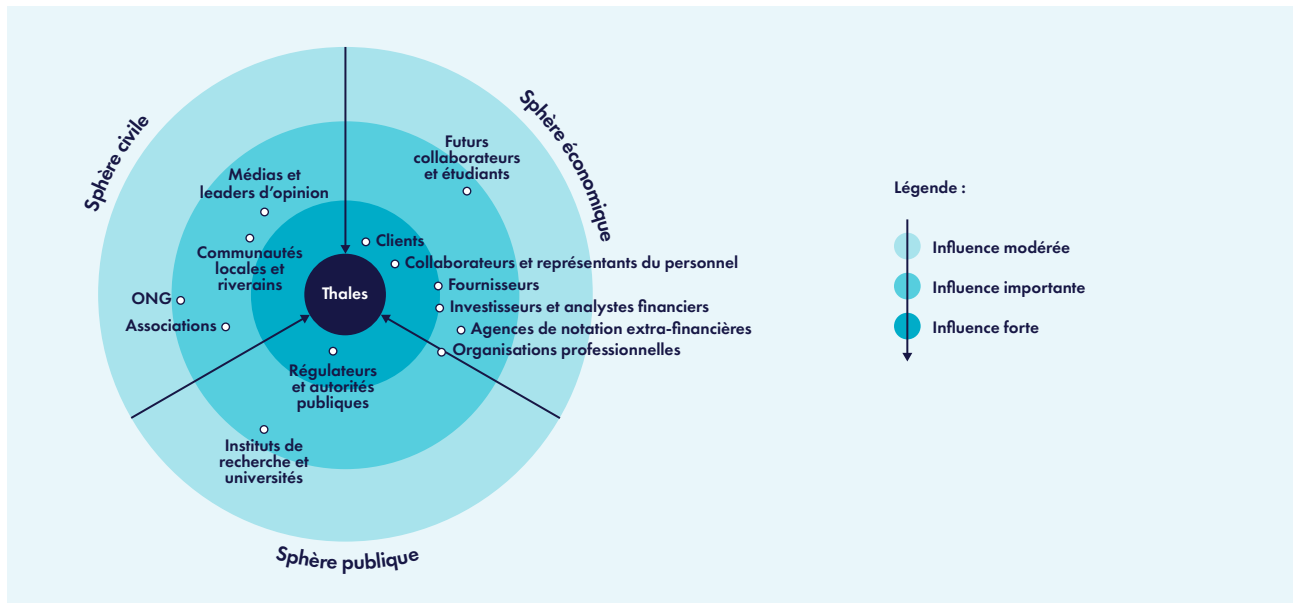 Sphère civile
Sphère économique
Futurs
collaborateurs
et étudiants
Médias et
leaders d’opinion
Communautés
locales et
riverains
ONG
Associations
Clients
Collaborateurs et représentants du personnel
Fournisseurs
Investisseurs et analystes financiers
Agences de notation extra-financières
Organisations professionnelles
Thales
Régulateurs
et autorités
publiques
Instituts de
recherche et
universités
Sphère publique
Légende :
Influence modérée
Influence importante
Influence forte